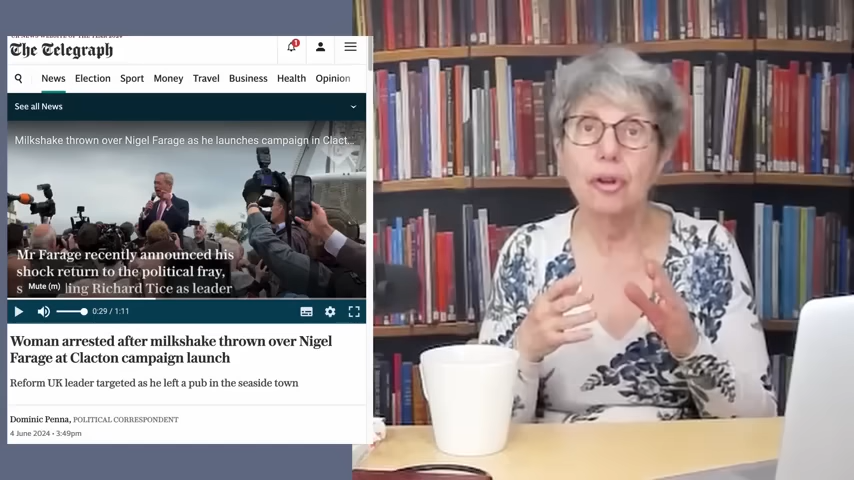 The Telegraph
1
News Election Sport Money Travel Business Health Opinion
See all News
Milkshake thrown over Nigel Farage as he launches campaign in Clact...
Mr Farage recently announced his
shock return to the political fray,
s ing Richard Tice as leader
Mute (m)
0:29 / 1:11
Woman arrested after milkshake thrown over Nigel
Farage at Clacton campaign launch
Reform UK leader targeted as he left a pub in the seaside town
Dominic Penna, POLITICAL CORRESPONDENT
4 June 2024 • 3:49pm